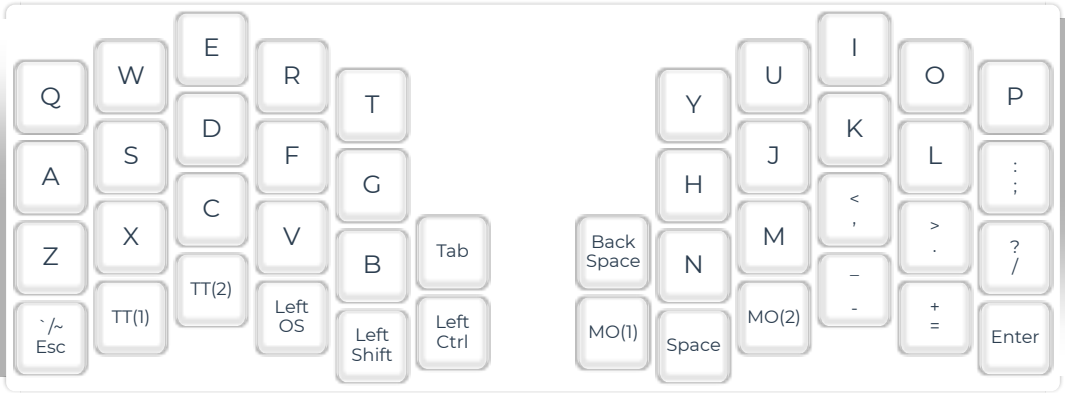 Q
W
E
R
T
Y
U
I
O
P
A
S
D
F
G
H
J
K
L
:
;
Z
X
C
V
B
Tab
Back
Space
N
M
<
,
>
.
?
/
`/~
Esc
TT(1)
TT(2)
Left
OS
Left
Shift
Left
Ctrl
MO(1)
Space
MO(2)
_
-
+
=
Enter